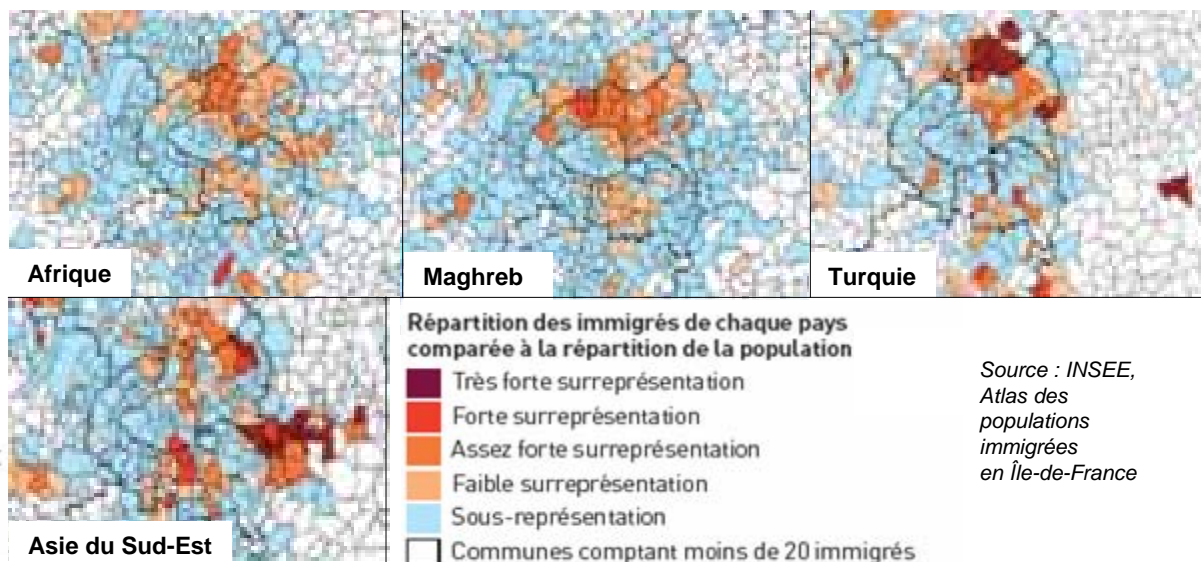 Afrique
Maghreb
Turquie
Asie du Sud-Est
Répartition des immigrés de chaque pays
comparée à la répartition de la population
Très forte surreprésentation
Forte surreprésentation
Assez forte surreprésentation
Faible surreprésentation
Sous-représentation
Communes comptant moins de 20 immigrés
Source : INSEE,
Atlas des
populations
immigrées
en Île-de-France